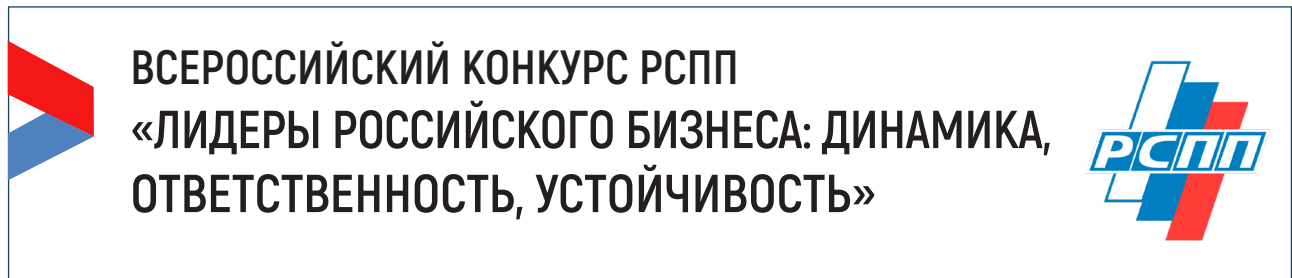 ВСЕРОССИЙСКИЙ КОНКУРС РСПП
«ЛИДЕРЫ РОССИЙСКОГО БИЗНЕСА: ДИНАМИКА,
ОТВЕТСТВЕННОСТЬ, УСТОЙЧИВОСТЬ»
РСПП